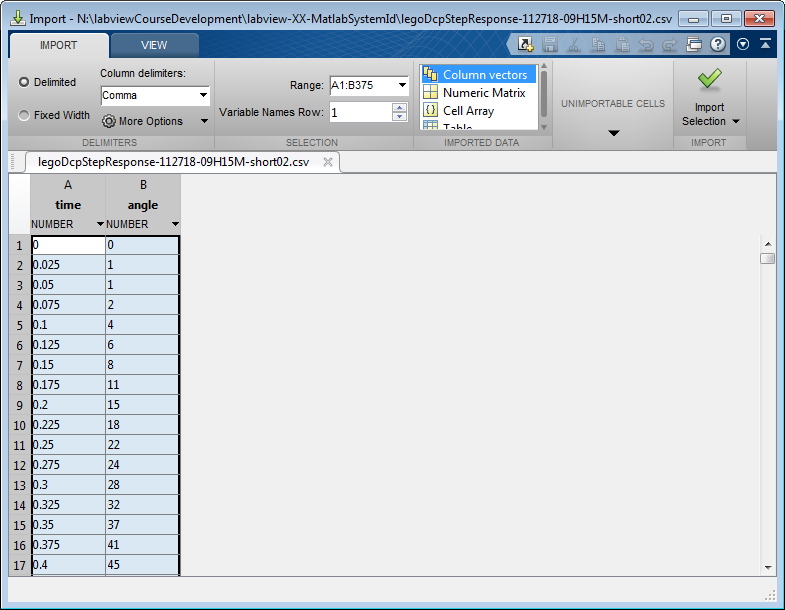 Import - N:\labviewCourseDevelopment\labview-XX-MatlabSystemId\legoDcpStepResponse-112718-09H15M-short02.csv
IMPORT VIEW
Delimited Column delimiters: Range: A1:B375 Column vectors UNIMPORTABLE CELLS Import Selection
Comma Numeric Matrix
Fixed Width More Options Variable Names Row: 1 Cell Array
Table
DELIMITERS SELECTION IMPORTED DATA IMPORT
legoDcpStepResponse-112718-09H15M-short02.csv
A B
time angle
NUMBER NUMBER
1 0 0
2 0.025 1
3 0.05 1
4 0.075 2
5 0.1 4
6 0.125 6
7 0.15 8
8 0.175 11
9 0.2 15
10 0.225 18
11 0.25 22
12 0.275 24
13 0.3 28
14 0.325 32
15 0.35 37
16 0.375 41
17 0.4 45